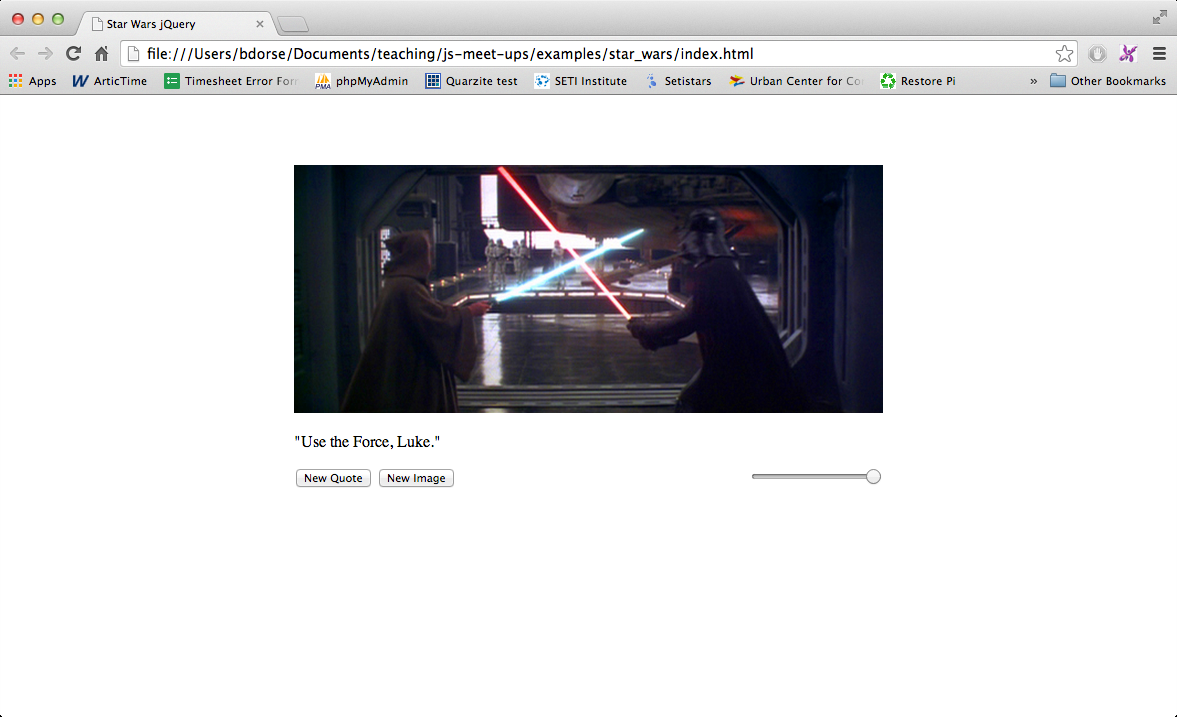 Star Wars jQuery
file:///Users/bdorse/Documents/teaching/js-meet-ups/examples/star_wars/index.html
Apps W ArticTime Timesheet Error Form PMA phpMyAdmin Quarzite test SETI Institute Setistars Urban Center for Co Restore Pi » Other Bookmarks
"Use the Force, Luke."
New Quote New Image